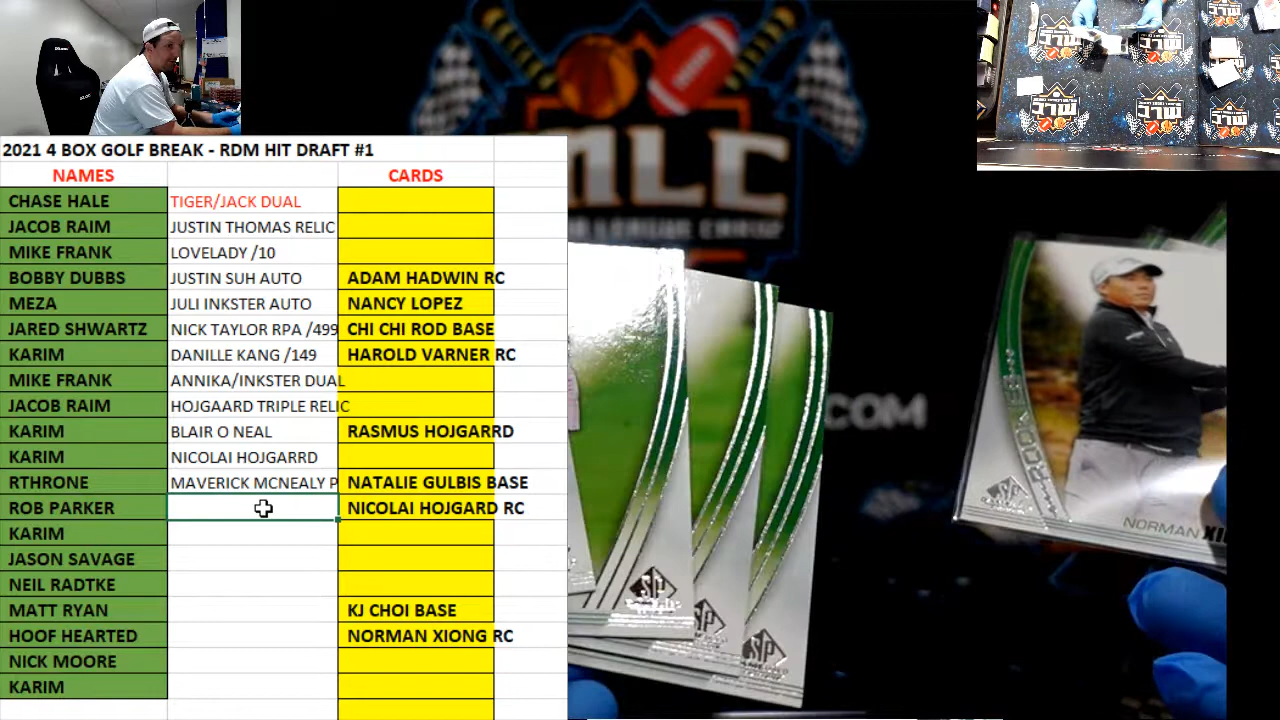 2021 4 BOX GOLF BREAK - RDM HIT DRAFT #1
NAMES CARDS
CHASE HALE TIGER/JACK DUAL
JACOB RAIM JUSTIN THOMAS RELIC
MIKE FRANK LOVELADY /10
BOBBY DUBBS JUSTIN SUH AUTO ADAM HADWIN RC
MEZA JULI INKSTER AUTO NANCY LOPEZ
JARED SHWARTZ NICK TAYLOR RPA /499 CHI CHI ROD BASE
KARIM DANILLE KANG /149 HAROLD VARNER RC
MIKE FRANK ANNIKA/INKSTER DUAL
JACOB RAIM HOJGAARD TRIPLE RELIC
KARIM BLAIR O NEAL RASMUS HOJGARRD
KARIM NICOLAI HOJGARRD
RTHRONE MAVERICK MCNEALY P NATALIE GULBIS BASE
ROB PARKER NICOLAI HOJGARD RC
KARIM
JASON SAVAGE
NEIL RADTKE
MATT RYAN KJ CHOI BASE
HOOF HEARTED NORMAN XIONG RC
NICK MOORE
KARIM
MLC
.COM
SP
SP
SP
NORMAN XI